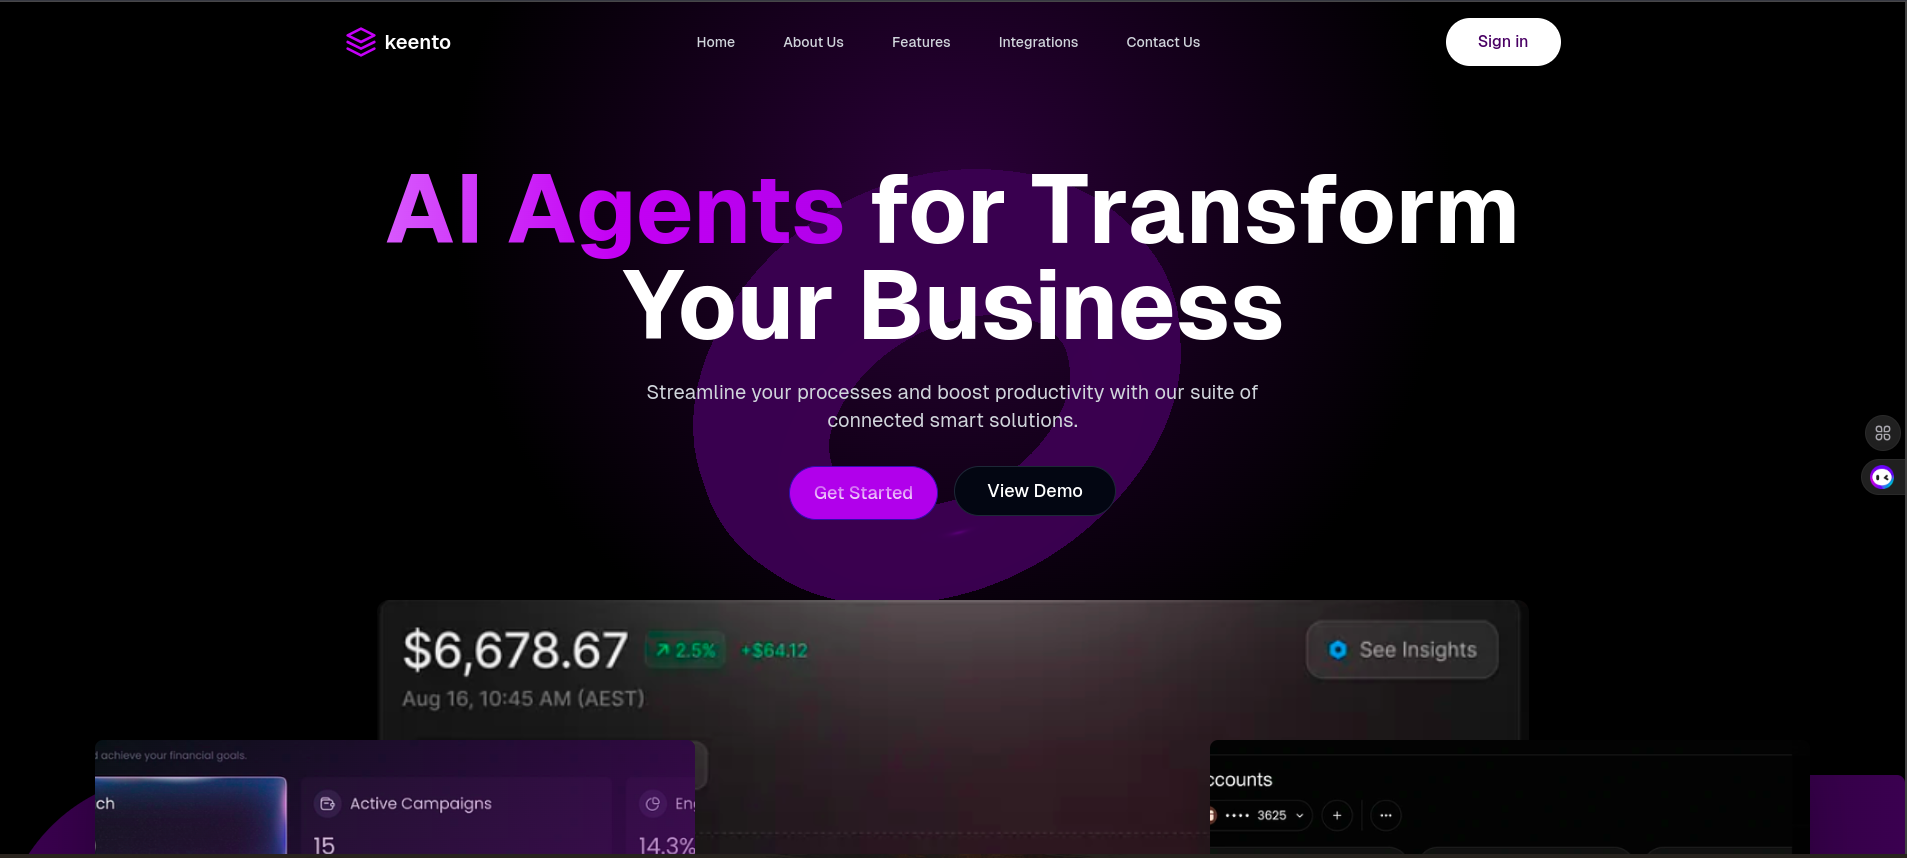 keento
Home
About Us
Features
Integrations
Contact Us
Sign in
AI Agents for Transform
Your Business
Streamline your processes and boost productivity with our suite of
connected smart solutions.
Get Started
View Demo
$6,678.67
2.5%
+$64.12
See Insights
Aug 16, 10:45 AM (AEST)
achieve your financial goals.
ch
Active Campaigns
15
En
14.3%
ccounts
•••• 3625